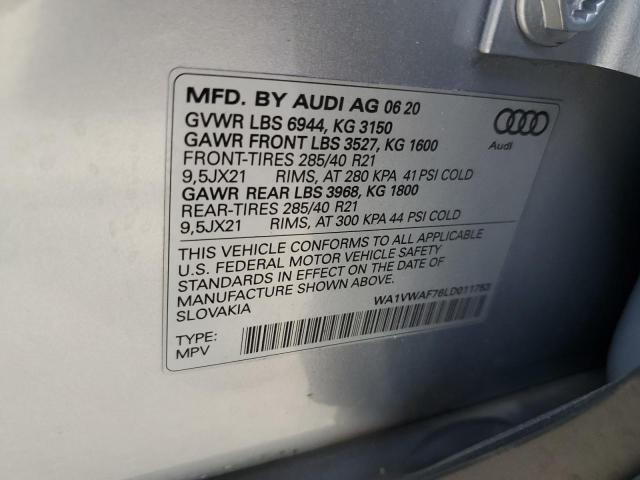 MFD. BY AUDI AG 06 20
GVWR LBS 6944, KG 3150
GAWR FRONT LBS 3527, KG 1600
FRONT-TIRES 285/40 R21
9,5JX21 RIMS, AT 280 KPA 41 PSI COLD
GAWR REAR LBS 3968, KG 1800
REAR-TIRES 285/40 R21
9,5JX21 RIMS, AT 300 KPA 44 PSI COLD
Audi
THIS VEHICLE CONFORMS TO ALL APPLICABLE
U.S. FEDERAL MOTOR VEHICLE SAFETY
STANDARDS IN EFFECT ON THE DATE OF
MANUFACTURE SHOWN ABOVE.
SLOVAKIA
WA1VWAF76LD011763
TYPE:
MPV